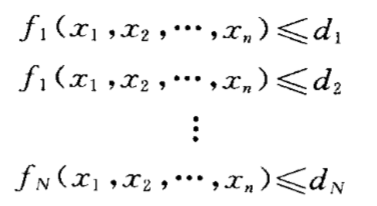 f₁(x₁,x₂,⋯,xₙ)⩽d₁
f₁(x₁,x₂,⋯,xₙ)⩽d₂
⋮
f_N(x₁,x₂,⋯,xₙ)⩽d_N